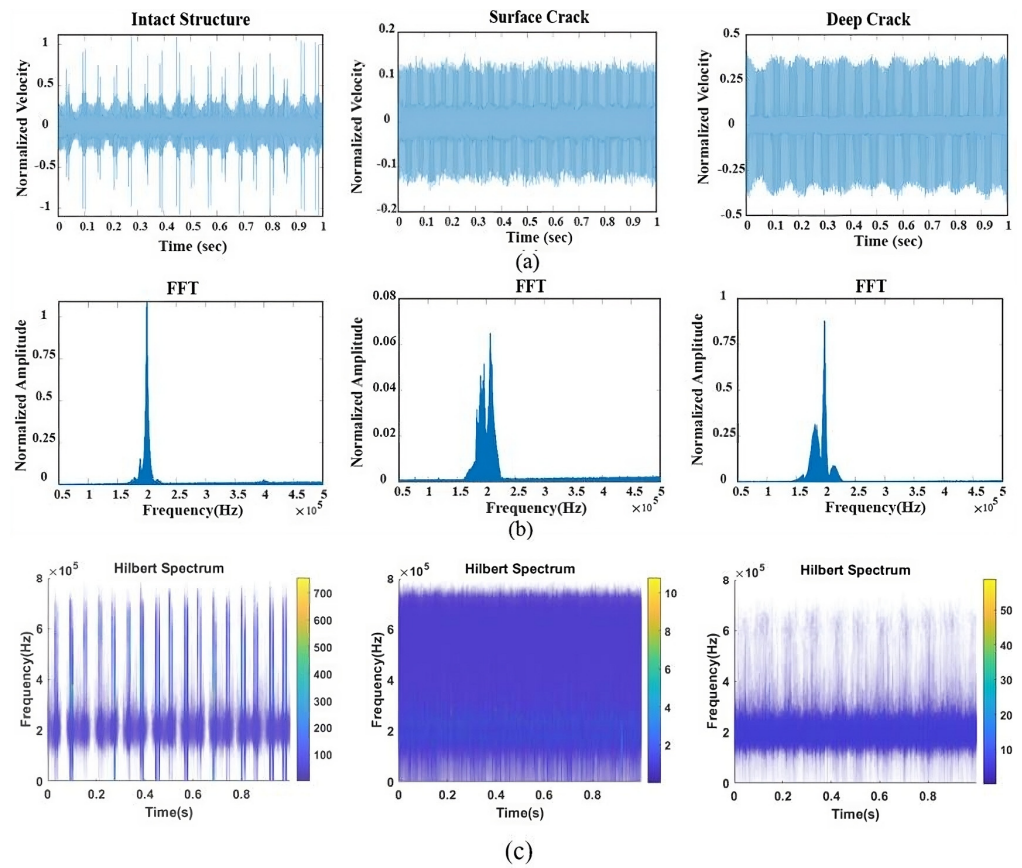 Intact Structure
Surface Crack
Deep Crack
Normalized Velocity
1
0.5
0
-0.5
-1
0 0.1 0.2 0.3 0.4 0.5 0.6 0.7 0.8 0.9 1
Time (sec)
Normalized Velocity
0.2
0.1
0
-0.1
-0.2
0 0.1 0.2 0.3 0.4 0.5 0.6 0.7 0.8 0.9 1
Time (sec)
Normalized Velocity
0.5
0.25
0
-0.25
-0.5
0 0.1 0.2 0.3 0.4 0.5 0.6 0.7 0.8 0.9 1
Time (sec)
(a)
FFT
Normalized Amplitude
1
0.75
0.5
0.25
0
0.5 1 1.5 2 2.5 3 3.5 4 4.5 5
Frequency(Hz)
×10⁵
FFT
Normalized Amplitude
0.08
0.06
0.04
0.02
0
0.5 1 1.5 2 2.5 3 3.5 4 4.5 5
Frequency(Hz)
×10⁵
FFT
Normalized Amplitude
1
0.75
0.5
0.25
0
0.5 1 1.5 2 2.5 3 3.5 4 4.5 5
Frequency(Hz)
×10⁵
(b)
Hilbert Spectrum
×10⁵
Frequency(Hz)
8
6
4
2
0
0 0.2 0.4 0.6 0.8
Time(s)
700
600
500
400
300
200
100
Hilbert Spectrum
×10⁵
Frequency(Hz)
8
6
4
2
0
0 0.2 0.4 0.6 0.8
Time(s)
10
8
6
4
2
Hilbert Spectrum
×10⁵
Frequency(Hz)
8
6
4
2
0
0 0.2 0.4 0.6 0.8
Time(s)
50
40
30
20
10
(c)